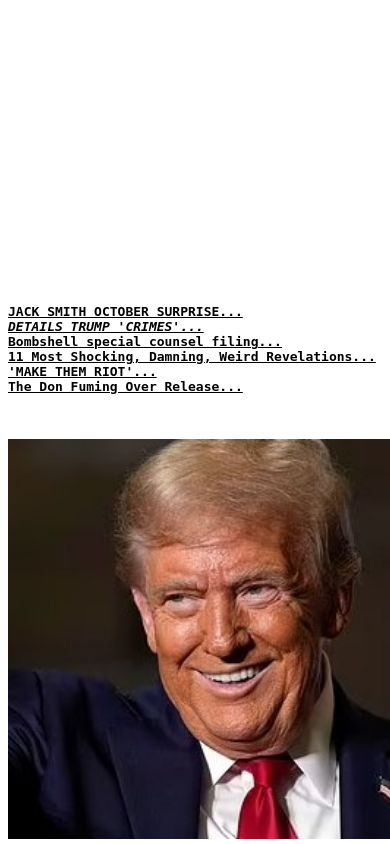 JACK SMITH OCTOBER SURPRISE...
DETAILS TRUMP 'CRIMES'...
Bombshell special counsel filing...
11 Most Shocking, Damning, Weird Revelations...
'MAKE THEM RIOT'...
The Don Fuming Over Release...